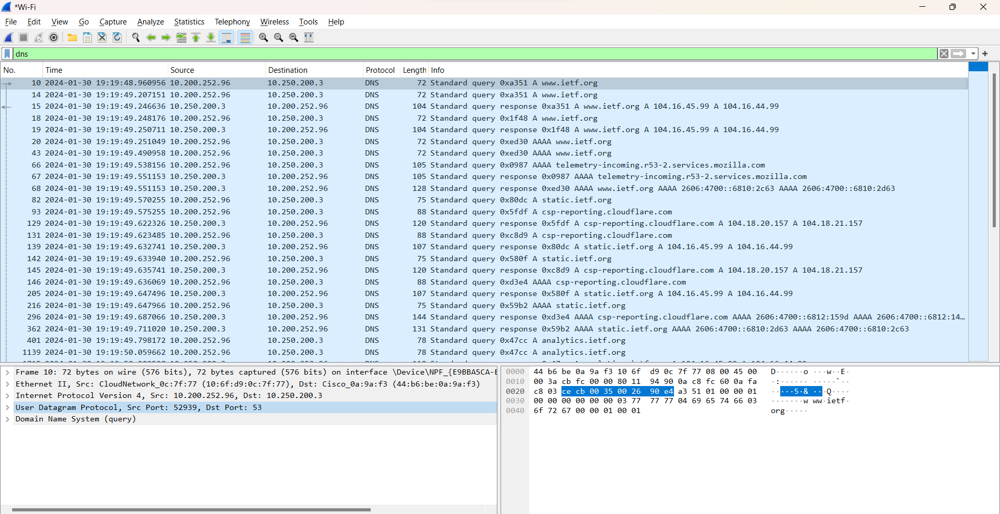 *Wi-Fi
File Edit View Go Capture Analyze Statistics Telephony Wireless Tools Help
dns
No. Time Source Destination Protocol Length Info
10 2024-01-30 19:19:48.960956 10.200.252.96 10.250.200.3 DNS 72 Standard query 0xa351 A www.ietf.org
14 2024-01-30 19:19:49.207151 10.200.252.96 10.250.200.3 DNS 72 Standard query 0xa351 A www.ietf.org
15 2024-01-30 19:19:49.246636 10.250.200.3 10.200.252.96 DNS 104 Standard query response 0xa351 A www.ietf.org A 104.16.45.99 A 104.16.44.99
18 2024-01-30 19:19:49.248176 10.200.252.96 10.250.200.3 DNS 72 Standard query 0x1f48 A www.ietf.org
19 2024-01-30 19:19:49.250711 10.250.200.3 10.200.252.96 DNS 104 Standard query response 0x1f48 A www.ietf.org A 104.16.45.99 A 104.16.44.99
20 2024-01-30 19:19:49.251049 10.200.252.96 10.250.200.3 DNS 72 Standard query 0xed30 AAAA www.ietf.org
43 2024-01-30 19:19:49.490958 10.200.252.96 10.250.200.3 DNS 72 Standard query 0xed30 AAAA www.ietf.org
66 2024-01-30 19:19:49.538156 10.200.252.96 10.250.200.3 DNS 105 Standard query 0x0987 AAAA telemetry-incoming.r53-2.services.mozilla.com
67 2024-01-30 19:19:49.551153 10.250.200.3 10.200.252.96 DNS 105 Standard query response 0x0987 AAAA telemetry-incoming.r53-2.services.mozilla.com
68 2024-01-30 19:19:49.551153 10.250.200.3 10.200.252.96 DNS 128 Standard query response 0xed30 AAAA www.ietf.org AAAA 2606:4700::6810:2c63 AAAA 2606:4700::6810:2d63
82 2024-01-30 19:19:49.570255 10.200.252.96 10.250.200.3 DNS 75 Standard query 0x80dc A static.ietf.org
93 2024-01-30 19:19:49.575255 10.200.252.96 10.250.200.3 DNS 88 Standard query 0x5fdf A csp-reporting.cloudflare.com
129 2024-01-30 19:19:49.622326 10.250.200.3 10.200.252.96 DNS 120 Standard query response 0x5fdf A csp-reporting.cloudflare.com A 104.18.20.157 A 104.18.21.157
131 2024-01-30 19:19:49.623485 10.200.252.96 10.250.200.3 DNS 88 Standard query 0xc8d9 A csp-reporting.cloudflare.com
139 2024-01-30 19:19:49.632741 10.250.200.3 10.200.252.96 DNS 107 Standard query response 0x80dc A static.ietf.org A 104.16.45.99 A 104.16.44.99
142 2024-01-30 19:19:49.633940 10.200.252.96 10.250.200.3 DNS 75 Standard query 0x580f A static.ietf.org
145 2024-01-30 19:19:49.635741 10.250.200.3 10.200.252.96 DNS 120 Standard query response 0xc8d9 A csp-reporting.cloudflare.com A 104.18.20.157 A 104.18.21.157
146 2024-01-30 19:19:49.636069 10.200.252.96 10.250.200.3 DNS 88 Standard query 0xd3e4 AAAA csp-reporting.cloudflare.com
205 2024-01-30 19:19:49.647496 10.250.200.3 10.200.252.96 DNS 107 Standard query response 0x580f A static.ietf.org A 104.16.45.99 A 104.16.44.99
216 2024-01-30 19:19:49.647966 10.200.252.96 10.250.200.3 DNS 75 Standard query 0x59b2 AAAA static.ietf.org
296 2024-01-30 19:19:49.687066 10.250.200.3 10.200.252.96 DNS 144 Standard query response 0xd3e4 AAAA csp-reporting.cloudflare.com AAAA 2606:4700::6812:159d AAAA 2606:4700::6812:14…
362 2024-01-30 19:19:49.711020 10.250.200.3 10.200.252.96 DNS 131 Standard query response 0x59b2 AAAA static.ietf.org AAAA 2606:4700::6810:2d63 AAAA 2606:4700::6810:2c63
401 2024-01-30 19:19:49.798172 10.200.252.96 10.250.200.3 DNS 78 Standard query 0x47cc A analytics.ietf.org
1139 2024-01-30 19:19:50.059662 10.200.252.96 10.250.200.3 DNS 78 Standard query 0x47cc A analytics.ietf.org
Frame 10: 72 bytes on wire (576 bits), 72 bytes captured (576 bits) on interface \Device\NPF_{E9BBA5CA-E
Ethernet II, Src: CloudNetwork_0c:7f:77 (10:6f:d9:0c:7f:77), Dst: Cisco_0a:9a:f3 (44:b6:be:0a:9a:f3)
Internet Protocol Version 4, Src: 10.200.252.96, Dst: 10.250.200.3
User Datagram Protocol, Src Port: 52939, Dst Port: 53
Domain Name System (query)
0000 44 b6 be 0a 9a f3 10 6f d9 0c 7f 77 08 00 45 00 D······o ···w··E·
0010 00 3a cb fc 00 00 80 11 94 90 0a c8 fc 60 0a fa ·:······ ·····`··
0020 c8 03 ce cb 00 35 00 26 90 e4 a3 51 01 00 00 01 ·····5·& ···Q····
0030 00 00 00 00 00 00 03 77 77 77 04 69 65 74 66 03 ·······w ww·ietf·
0040 6f 72 67 00 00 01 00 01 org·····